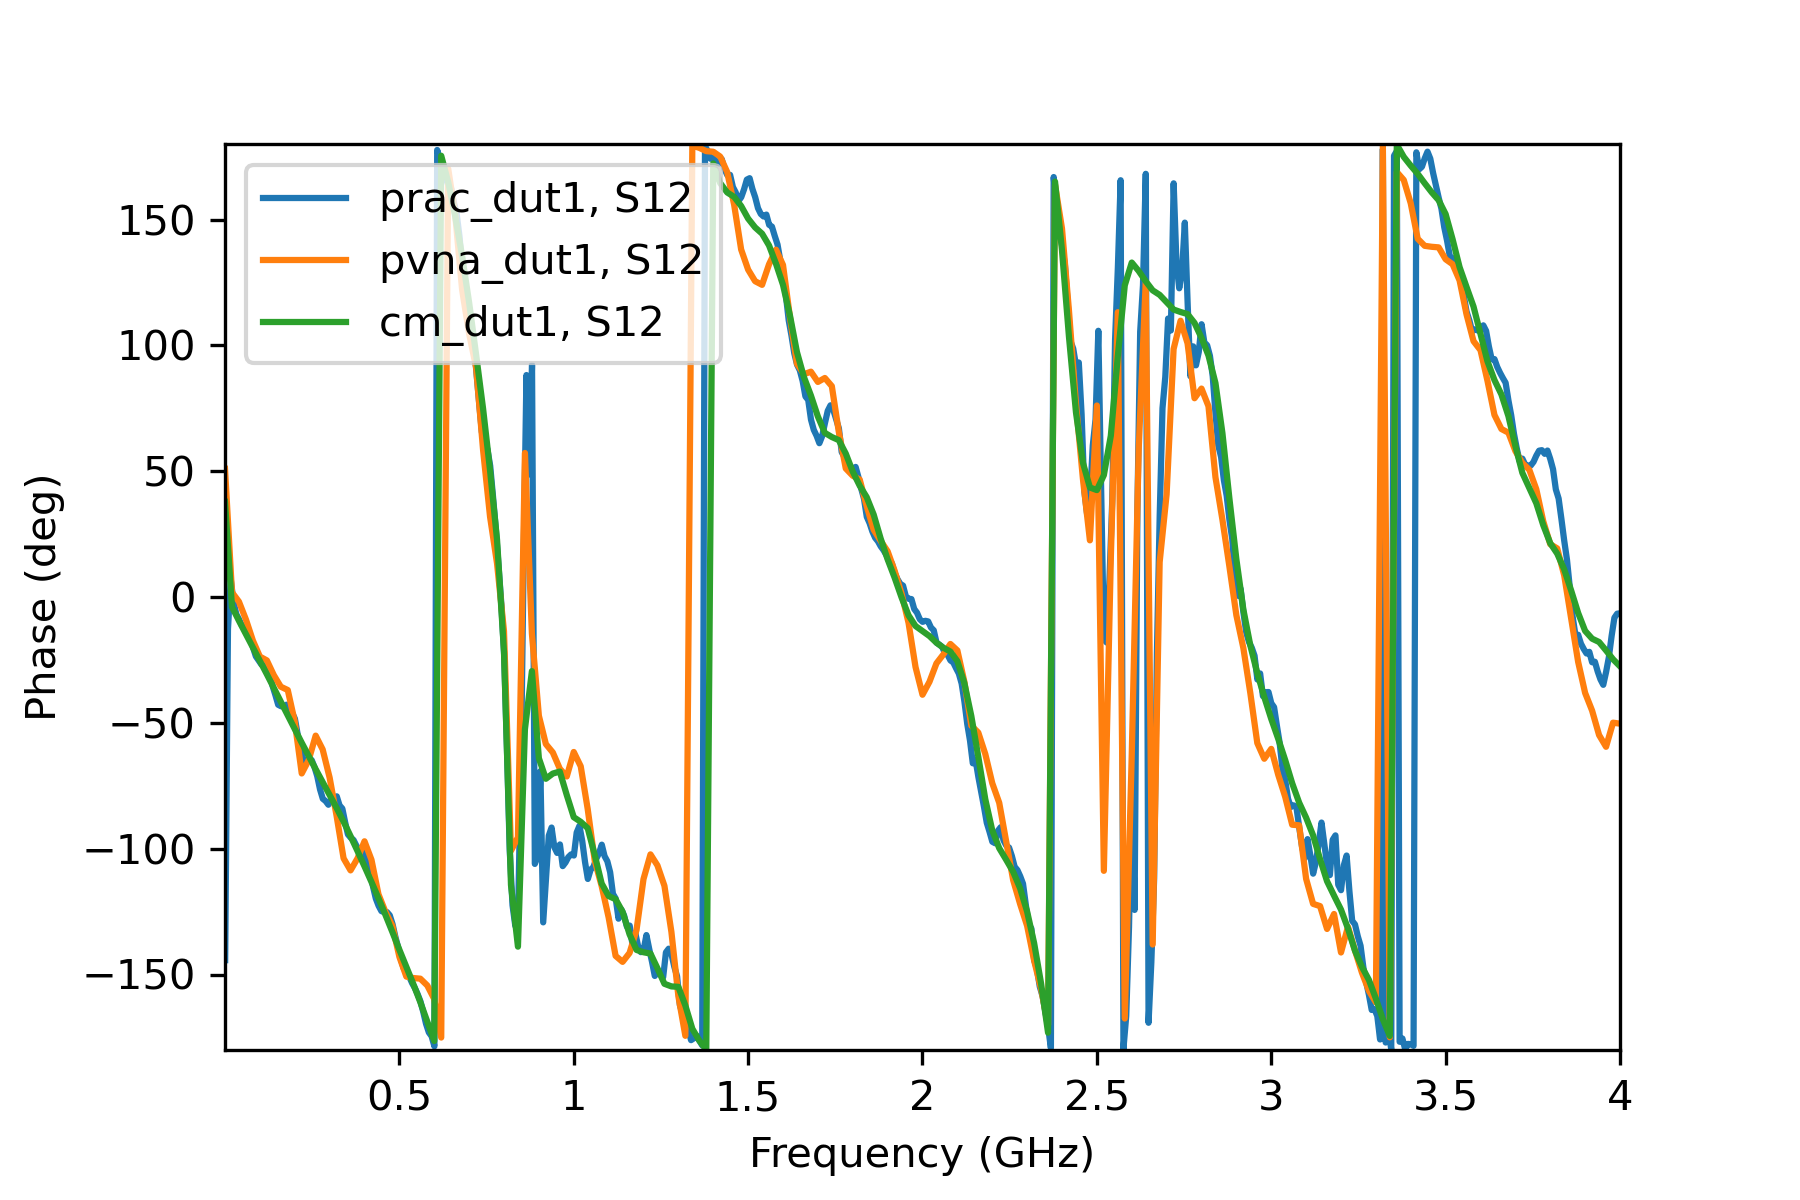 prac_dut1, S12
pvna_dut1, S12
cm_dut1, S12
150
100
50
0
−50
−100
−150
Phase (deg)
0.5 1 1.5 2 2.5 3 3.5 4
Frequency (GHz)